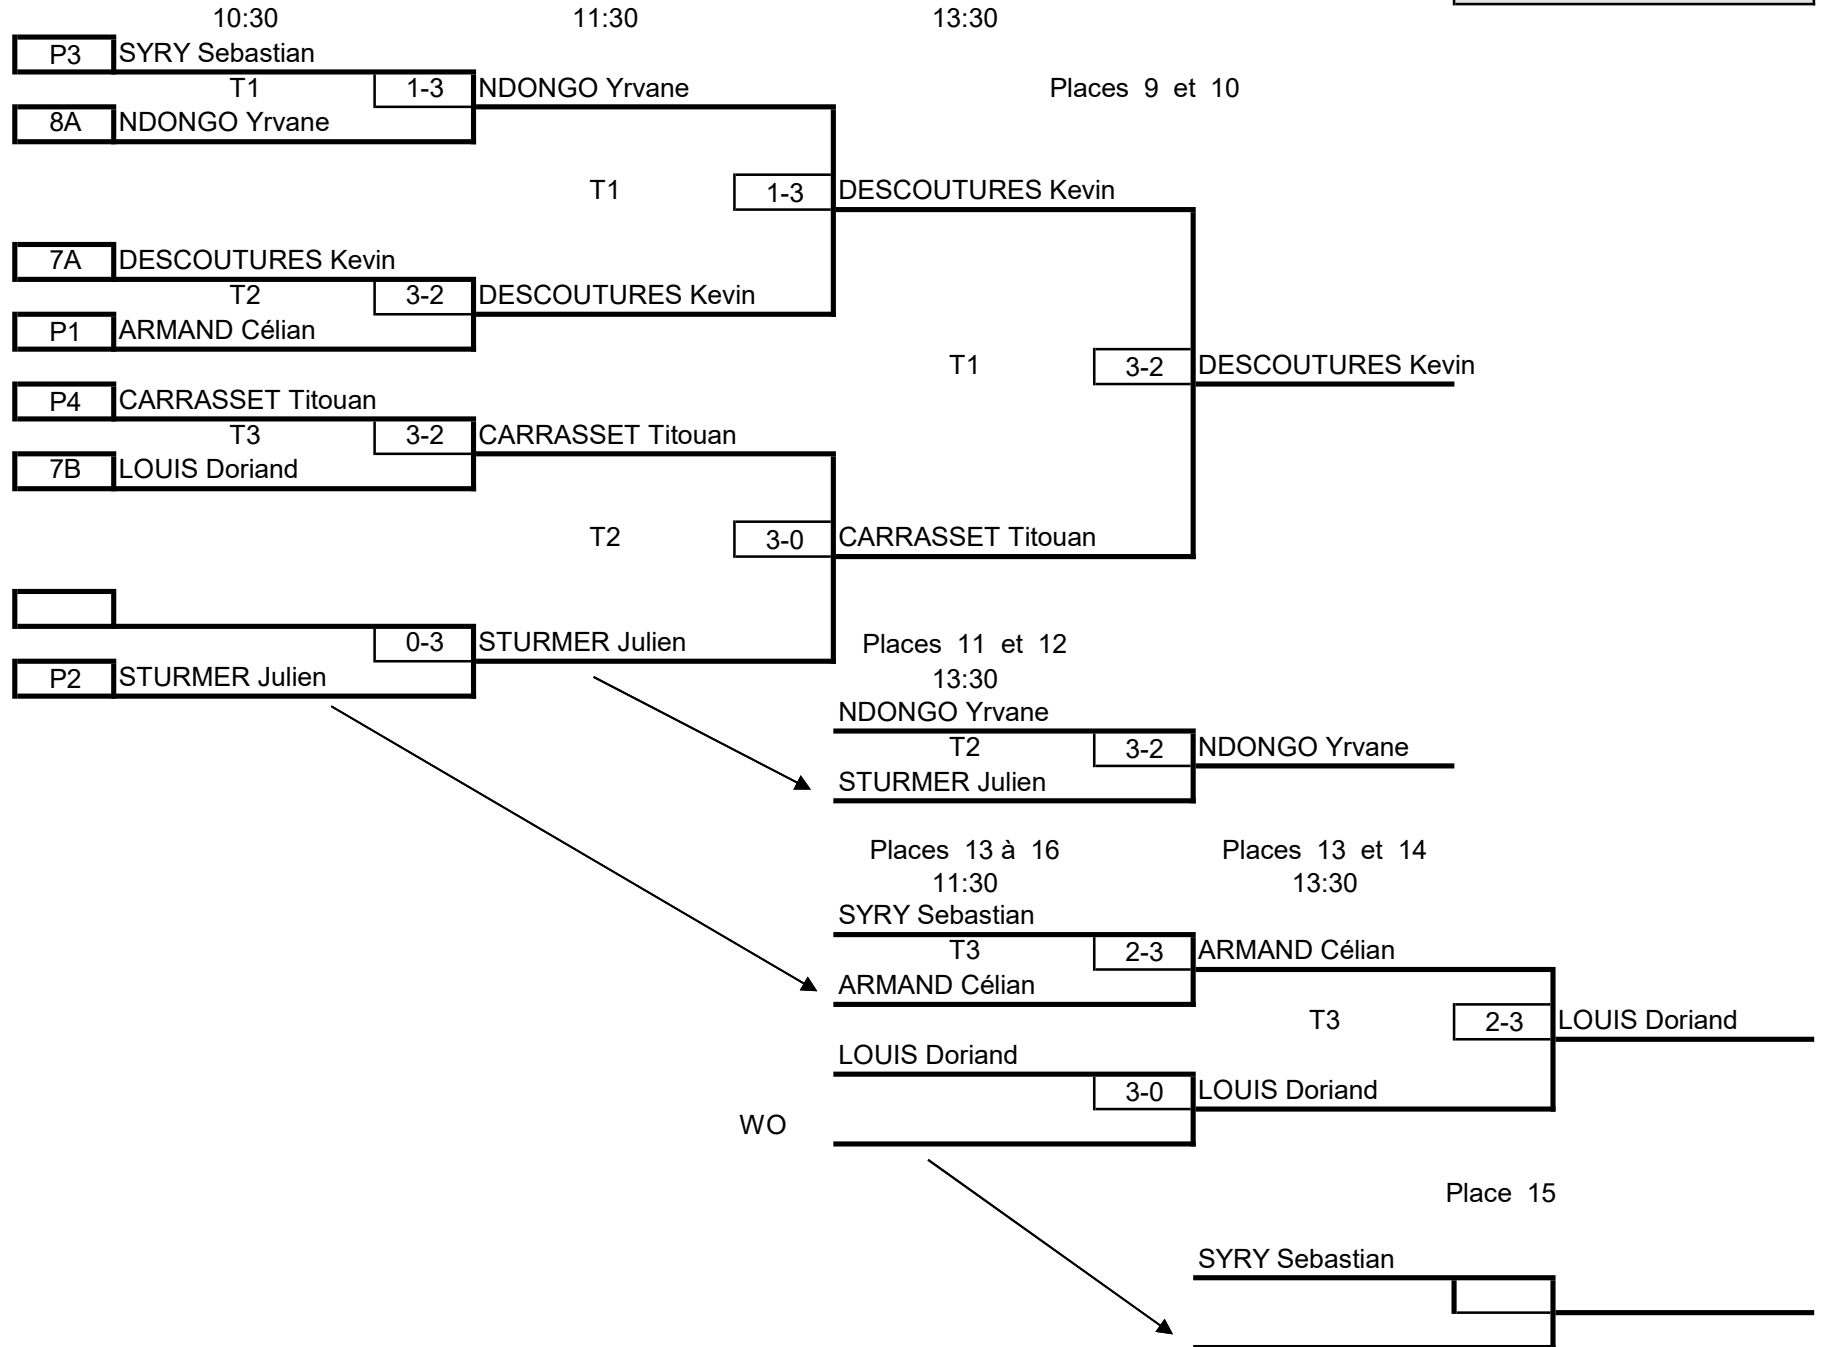 10:30 11:30 13:30
P3 SYRY Sebastian
T1 1-3 NDONGO Yrvane Places 9 et 10
8A NDONGO Yrvane
T1 1-3 DESCOUTURES Kevin
7A DESCOUTURES Kevin
T2 3-2 DESCOUTURES Kevin
P1 ARMAND Célian
T1 3-2 DESCOUTURES Kevin
P4 CARRASSET Titouan
T3 3-2 CARRASSET Titouan
7B LOUIS Doriand
T2 3-0 CARRASSET Titouan
0-3 STURMER Julien Places 11 et 12
P2 STURMER Julien 13:30
NDONGO Yrvane
T2 3-2 NDONGO Yrvane
STURMER Julien
Places 13 à 16 Places 13 et 14
11:30 13:30
SYRY Sebastian
T3 2-3 ARMAND Célian
ARMAND Célian
T3 2-3 LOUIS Doriand
LOUIS Doriand
3-0 LOUIS Doriand
WO
Place 15
SYRY Sebastian